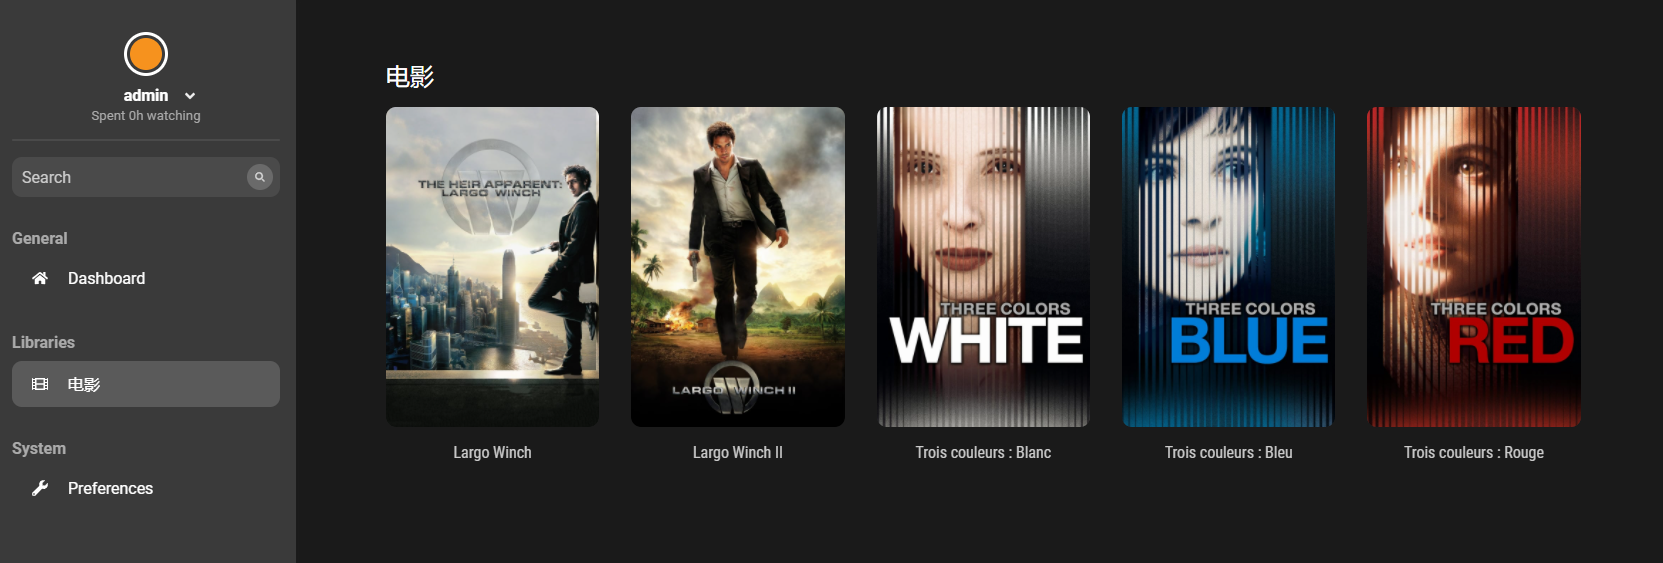 admin
Spent 0h watching
Search
General
Dashboard
Libraries
电影
System
Preferences
电影
THE HEIR APPARENT:
LARGO WINCH
Largo Winch
LARGO WINCH II
Largo Winch II
THREE COLORS
WHITE
Trois couleurs : Blanc
THREE COLORS
BLUE
Trois couleurs : Bleu
THREE COLORS
RED
Trois couleurs : Rouge